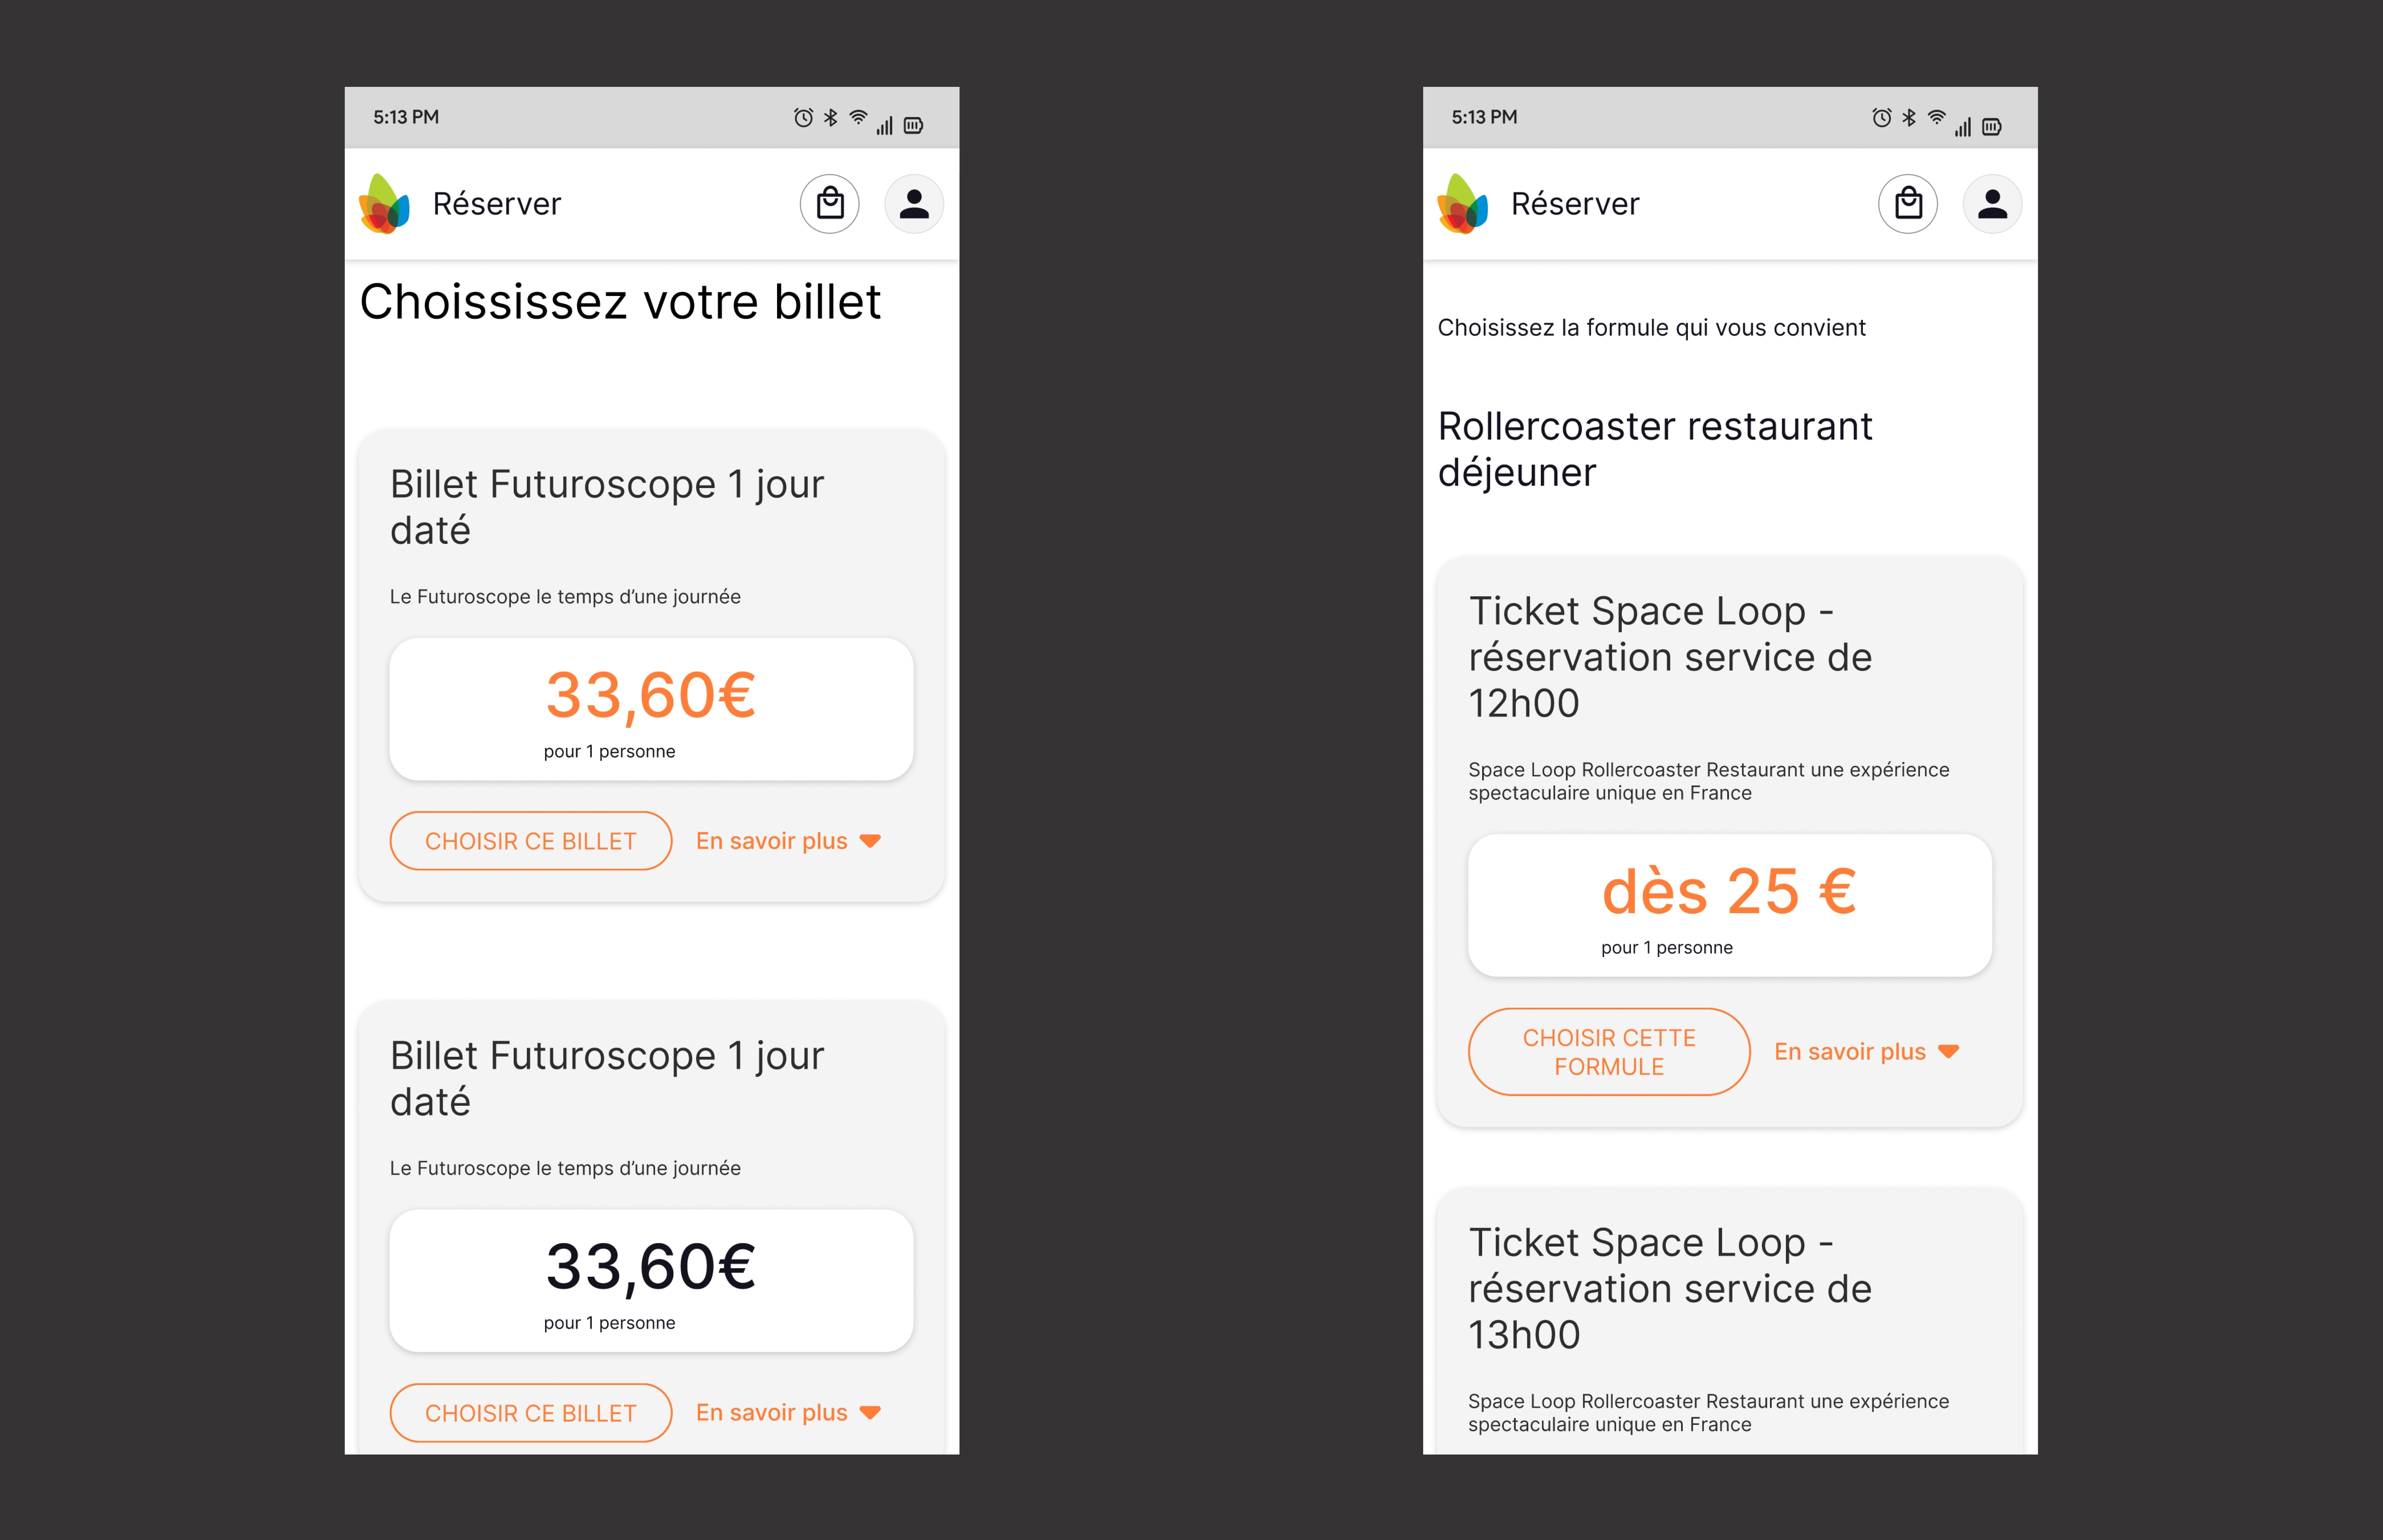 5:13 PM
Réserver
Choississez votre billet
Billet Futuroscope 1 jour
daté
Le Futuroscope le temps d’une journée
33,60€
pour 1 personne
CHOISIR CE BILLET En savoir plus
Billet Futuroscope 1 jour
daté
Le Futuroscope le temps d’une journée
33,60€
pour 1 personne
CHOISIR CE BILLET En savoir plus
5:13 PM
Réserver
Choisissez la formule qui vous convient
Rollercoaster restaurant
déjeuner
Ticket Space Loop -
réservation service de
12h00
Space Loop Rollercoaster Restaurant une expérience
spectaculaire unique en France
dès 25 €
pour 1 personne
CHOISIR CETTE
FORMULE
En savoir plus
Ticket Space Loop -
réservation service de
13h00
Space Loop Rollercoaster Restaurant une expérience
spectaculaire unique en France